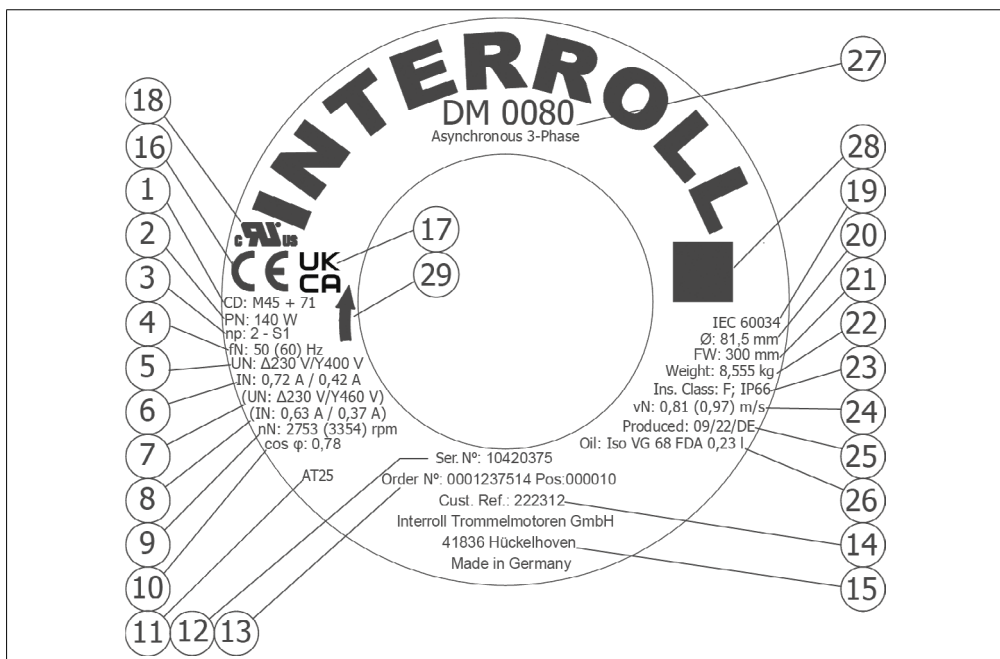 INTERROLL
DM 0080
Asynchronous 3-Phase
c RU US
CE
UK
CA
CD: M45 + 71
PN: 140 W
np: 2 - S1
fN: 50 (60) Hz
UN: Δ230 V/Y400 V
IN: 0,72 A / 0,42 A
(UN: Δ230 V/Y460 V)
(IN: 0,63 A / 0,37 A)
nN: 2753 (3354) rpm
cos φ: 0,78
AT25
IEC 60034
Ø: 81,5 mm
FW: 300 mm
Weight: 8,555 kg
Ins. Class: F; IP66
vN: 0,81 (0,97) m/s
Produced: 09/22/DE
Oil: Iso VG 68 FDA 0,23 l
Ser. Nº: 10420375
Order Nº: 0001237514 Pos:000010
Cust. Ref.: 222312
Interroll Trommelmotoren GmbH
41836 Hückelhoven
Made in Germany
18
16
1
2
3
4
5
6
7
8
9
10
11
12
13
17
29
27
28
19
20
21
22
23
24
25
26
14
15